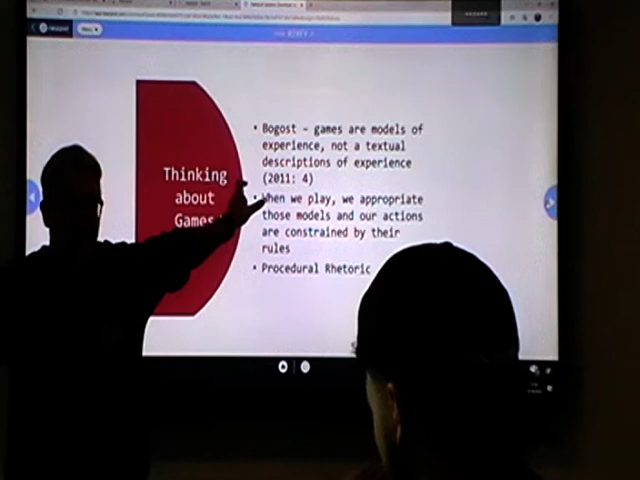 Thinking
about
Games
• Bogost – games are models of
experience, not a textual
descriptions of experience
(2011: 4)
• When we play, we appropriate
those models and our actions
are constrained by their
rules
• Procedural Rhetoric